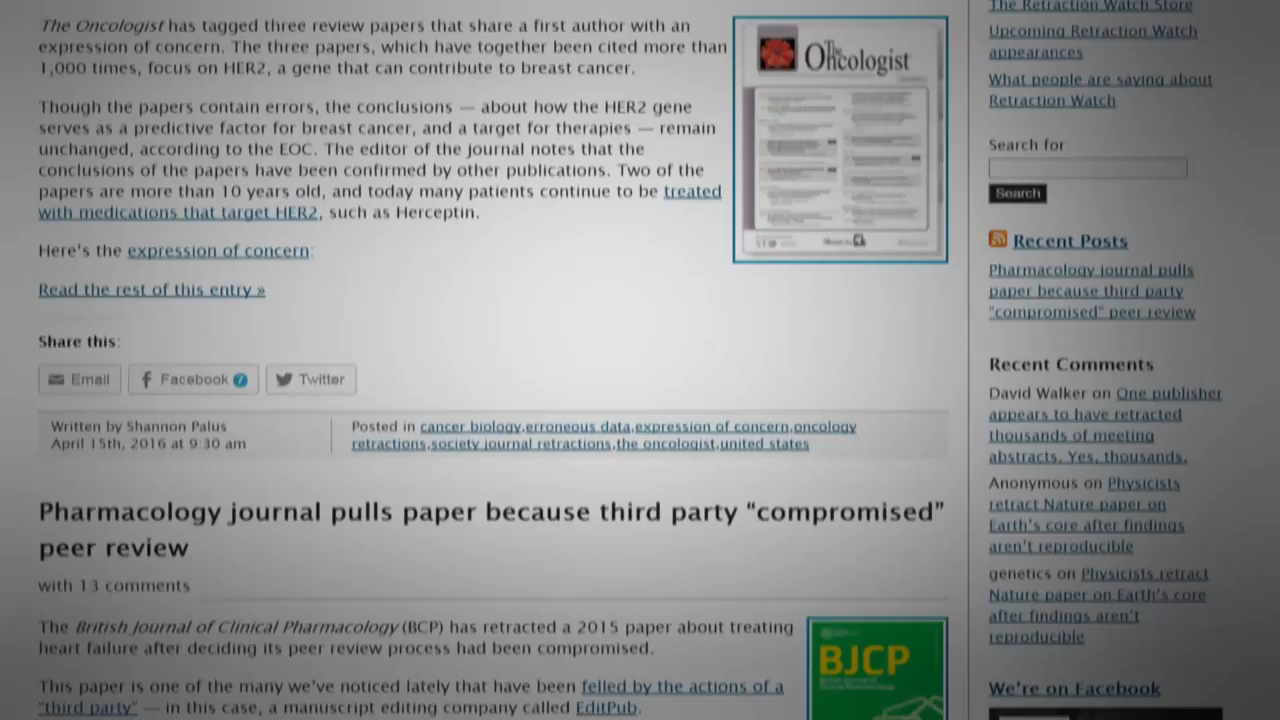 The Oncologist has tagged three review papers that share a first author with an
expression of concern. The three papers, which have together been cited more than
1,000 times, focus on HER2, a gene that can contribute to breast cancer.
Though the papers contain errors, the conclusions — about how the HER2 gene
serves as a predictive factor for breast cancer, and a target for therapies — remain
unchanged, according to the EOC. The editor of the journal notes that the
conclusions of the papers have been confirmed by other publications. Two of the
papers are more than 10 years old, and today many patients continue to be treated
with medications that target HER2, such as Herceptin.
Here's the expression of concern:
Read the rest of this entry »
Share this:
Email
Facebook 7
Twitter
Written by Shannon Palus
April 15th, 2016 at 9:30 am
Posted in cancer biology,erroneous data,expression of concern,oncology
retractions,society journal retractions,the oncologist,united states
Pharmacology journal pulls paper because third party “compromised”
peer review
with 13 comments
The British Journal of Clinical Pharmacology (BCP) has retracted a 2015 paper about treating
heart failure after deciding its peer review process had been compromised.
This paper is one of the many we've noticed lately that have been felled by the actions of a
"third party" — in this case, a manuscript editing company called EditPub.
The Oncologist
BJCP
The Retraction Watch Store
Upcoming Retraction Watch
appearances
What people are saying about
Retraction Watch
Search for:
Search
Recent Posts
Pharmacology journal pulls
paper because third party
“compromised” peer review
Recent Comments
David Walker on One publisher
appears to have retracted
thousands of meeting
abstracts. Yes, thousands.
Anonymous on Physicists
retract Nature paper on
Earth's core after findings
aren't reproducible
genetics on Physicists retract
Nature paper on Earth's core
after findings aren't
reproducible
We're on Facebook